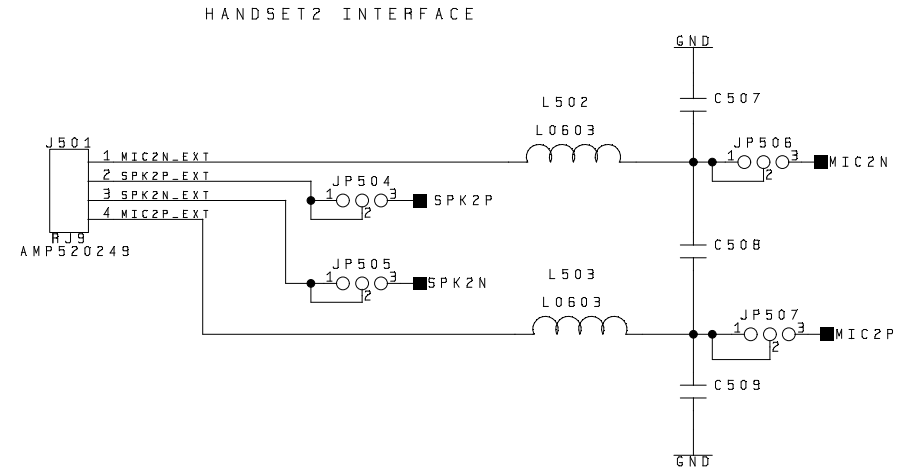 HANDSET2 INTERFACE
GND
C507
L502
L0603
J501
1 MIC2N_EXT
2 SPK2P_EXT
3 SPK2N_EXT
4 MIC2P_EXT
RJ9
AMP520249
JP506
1 2 3
MIC2N
JP504
1 2 3
SPK2P
C508
JP505
1 2 3
SPK2N
L503
L0603
JP507
1 2 3
MIC2P
C509
GND